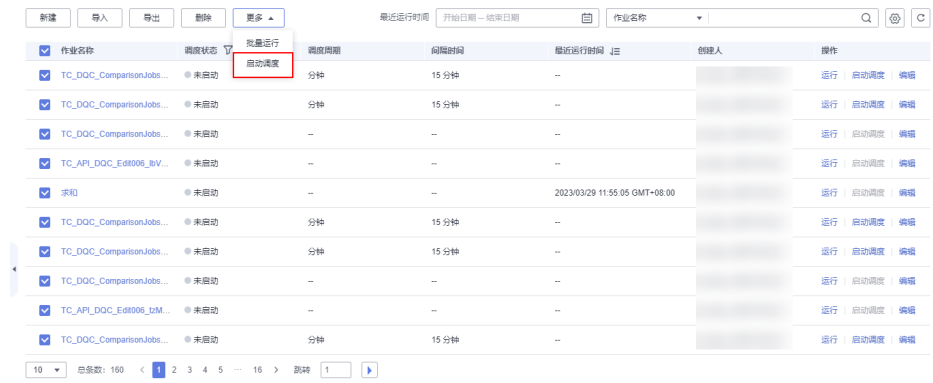 新建 导入 导出 删除 更多 最近运行时间 开始日期 – 结束日期 作业名称
批量运行
启动调度
作业名称 调度状态 调度周期 间隔时间 最近运行时间 创建人 操作
TC_DQC_ComparisonJobs... 未启动 分钟 15 分钟 -- 运行 启动调度 编辑
TC_DQC_ComparisonJobs... 未启动 分钟 15 分钟 -- 运行 启动调度 编辑
TC_DQC_ComparisonJobs... 未启动 -- -- -- 运行 启动调度 编辑
TC_API_DQC_Edit006_IbV... 未启动 -- -- -- 运行 启动调度 编辑
求和 未启动 -- -- 2023/03/29 11:55:05 GMT+08:00 运行 启动调度 编辑
TC_DQC_ComparisonJobs... 未启动 分钟 15 分钟 -- 运行 启动调度 编辑
TC_DQC_ComparisonJobs... 未启动 分钟 15 分钟 -- 运行 启动调度 编辑
TC_DQC_ComparisonJobs... 未启动 -- -- -- 运行 启动调度 编辑
TC_API_DQC_Edit006_tzM... 未启动 -- -- -- 运行 启动调度 编辑
TC_DQC_ComparisonJobs... 未启动 分钟 15 分钟 -- 运行 启动调度 编辑
10 总条数: 160 < 1 2 3 4 5 ... 16 > 跳转 1